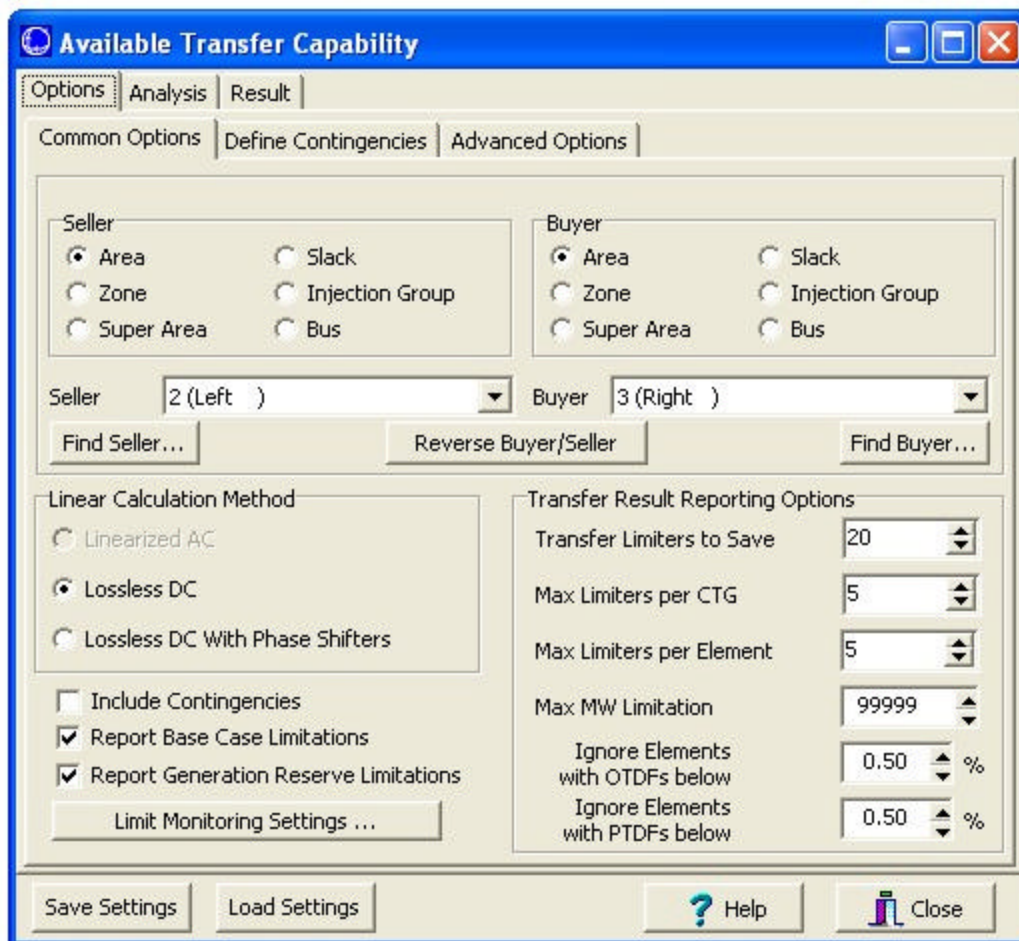 Available Transfer Capability
Options Analysis Result
Common Options Define Contingencies Advanced Options
Seller
Area Slack
Zone Injection Group
Super Area Bus
Buyer
Area Slack
Zone Injection Group
Super Area Bus
Seller 2 (Left ) Buyer 3 (Right )
Find Seller... Reverse Buyer/Seller Find Buyer...
Linear Calculation Method
Linearized AC
Lossless DC
Lossless DC With Phase Shifters
Include Contingencies
Report Base Case Limitations
Report Generation Reserve Limitations
Limit Monitoring Settings ...
Transfer Result Reporting Options
Transfer Limiters to Save 20
Max Limiters per CTG 5
Max Limiters per Element 5
Max MW Limitation 99999
Ignore Elements
with OTDFs below 0.50 %
Ignore Elements
with PTDFs below 0.50 %
Save Settings Load Settings ? Help Close